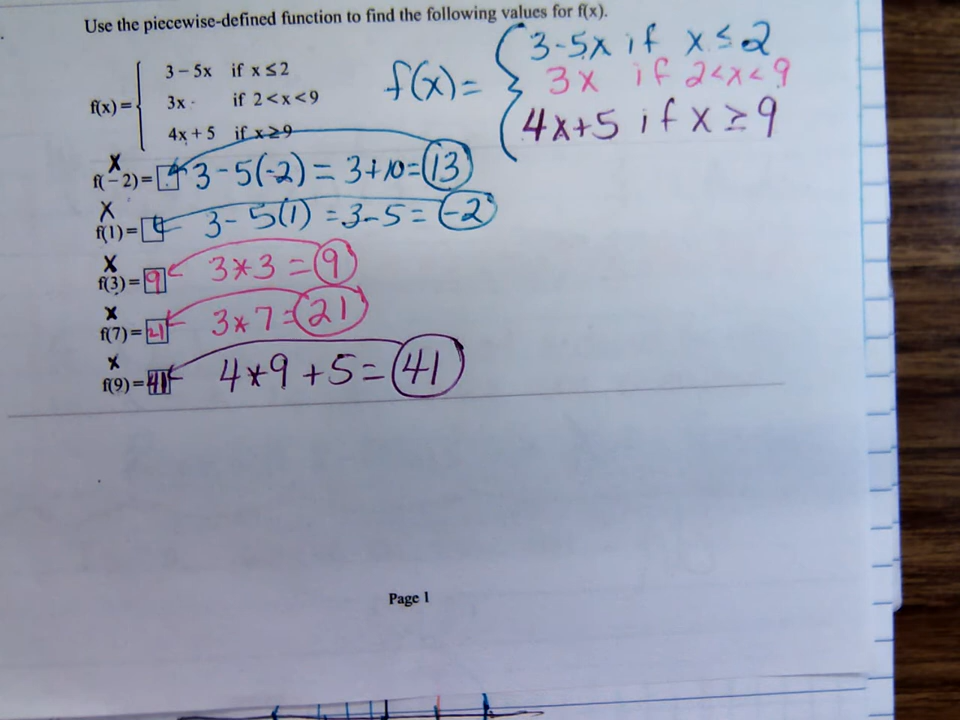 Use the piecewise-defined function to find the following values for f(x).
f(x) = { 3 − 5x if x ≤ 2
3x if 2 < x < 9
4x + 5 if x ≥ 9
f(x) = { 3-5x if x ≤ 2
3x if 2<x<9
4x+5 if x ≥ 9
x
f(−2) = 3-5(-2) = 3+10=13
x
f(1) = 3-5(1) = 3-5 = -2
x
f(3) = 9 3*3 = 9
x
f(7) = 21 3*7 = 21
x
f(9) = 41 4*9+5 = 41
Page 1